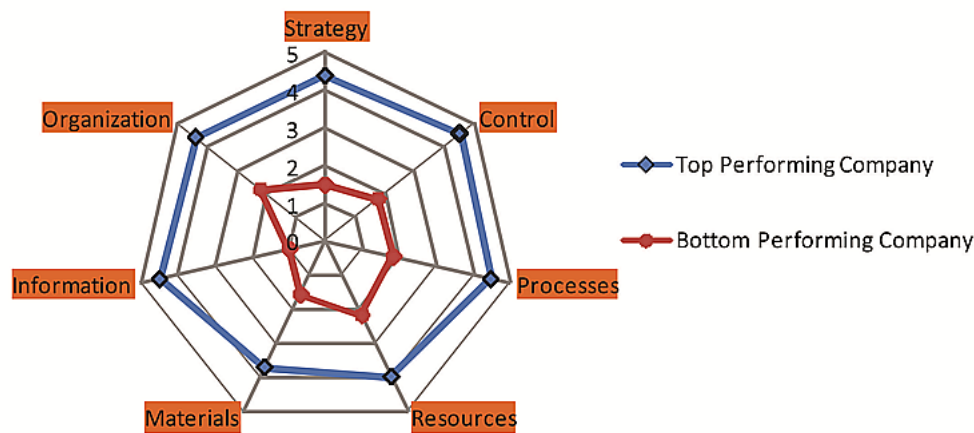 Strategy
5
4
3
2
1
0
Organization
Control
Information
Processes
Materials
Resources
Top Performing Company
Bottom Performing Company